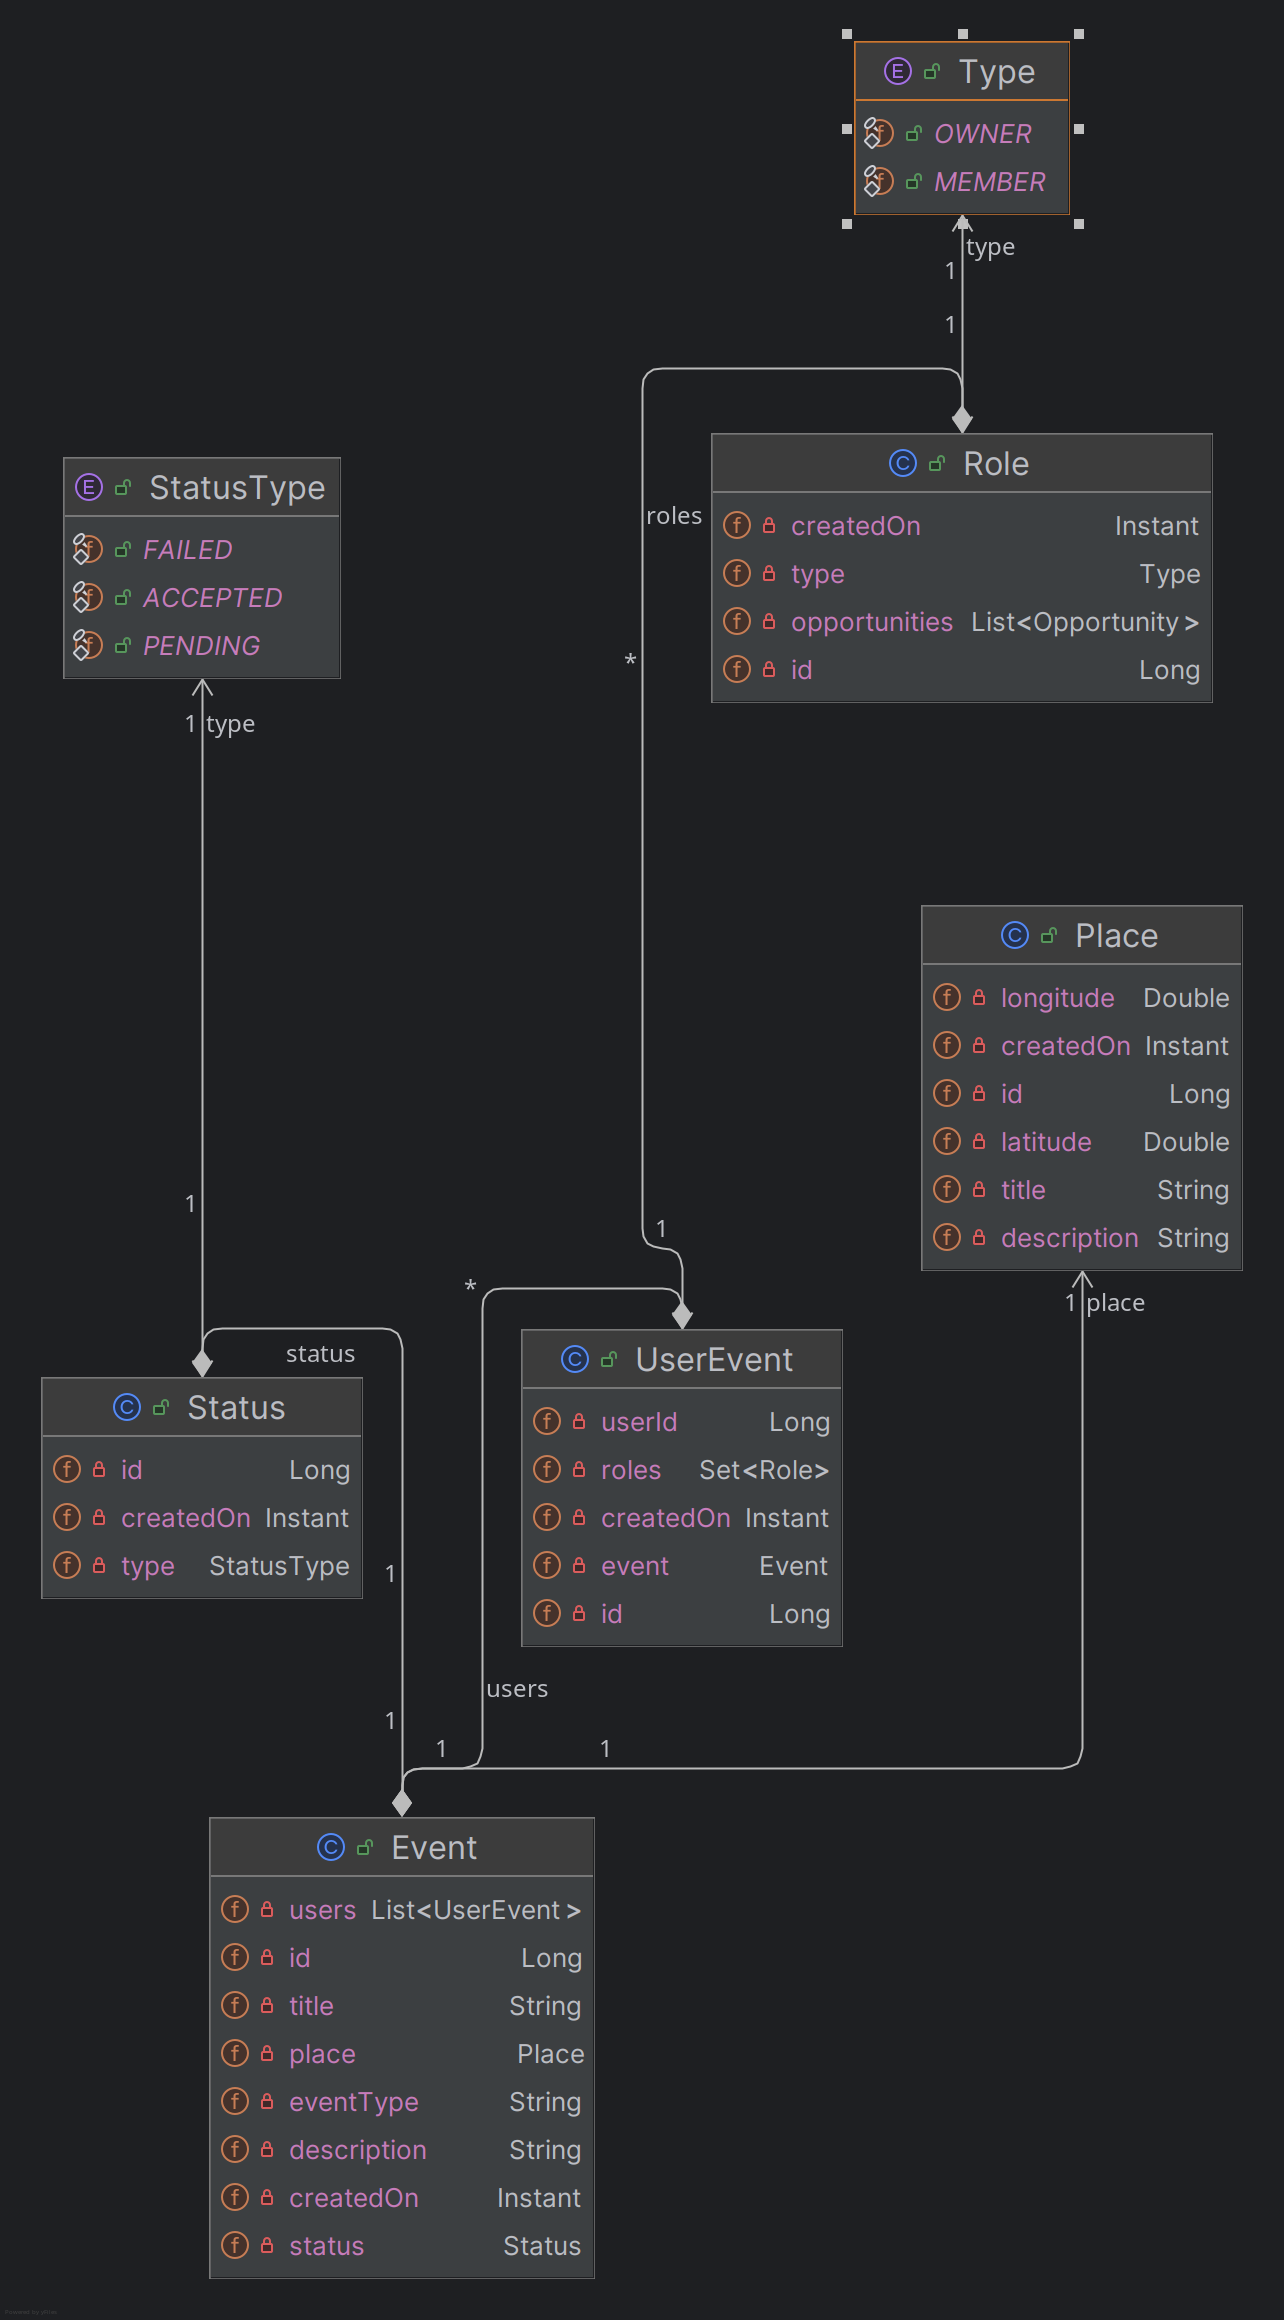 E Type
f OWNER
f MEMBER
type
1
1
C Role
f createdOn Instant
f type Type
f opportunities List<Opportunity>
f id Long
roles
*
1
E StatusType
f FAILED
f ACCEPTED
f PENDING
1 type
1
C Place
f longitude Double
f createdOn Instant
f id Long
f latitude Double
f title String
f description String
1 place
*
C UserEvent
f userId Long
f roles Set<Role>
f createdOn Instant
f event Event
f id Long
status
C Status
f id Long
f createdOn Instant
f type StatusType
1
users
1
1
1
C Event
f users List<UserEvent>
f id Long
f title String
f place Place
f eventType String
f description String
f createdOn Instant
f status Status